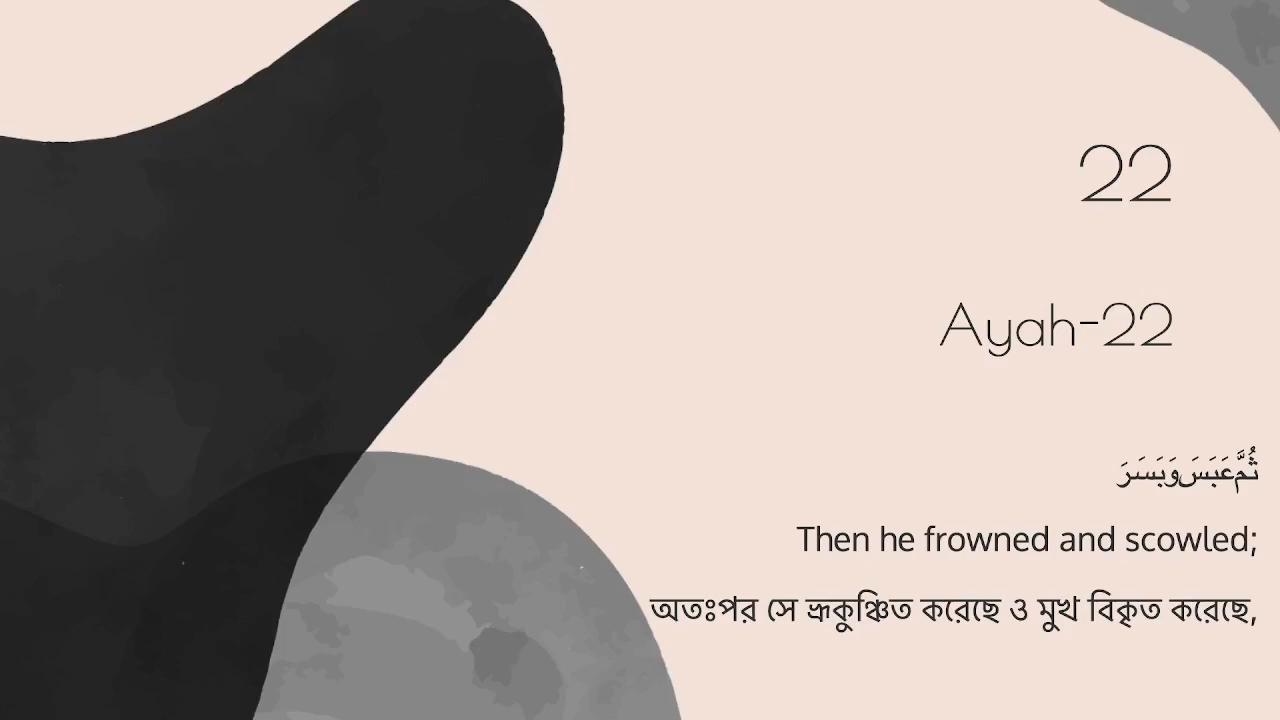 22
Ayah-22
ثُمَّ عَبَسَ وَبَسَرَ
Then he frowned and scowled;
অতঃপর সে ভ্রূকুঞ্চিত করেছে ও মুখ বিকৃত করেছে,